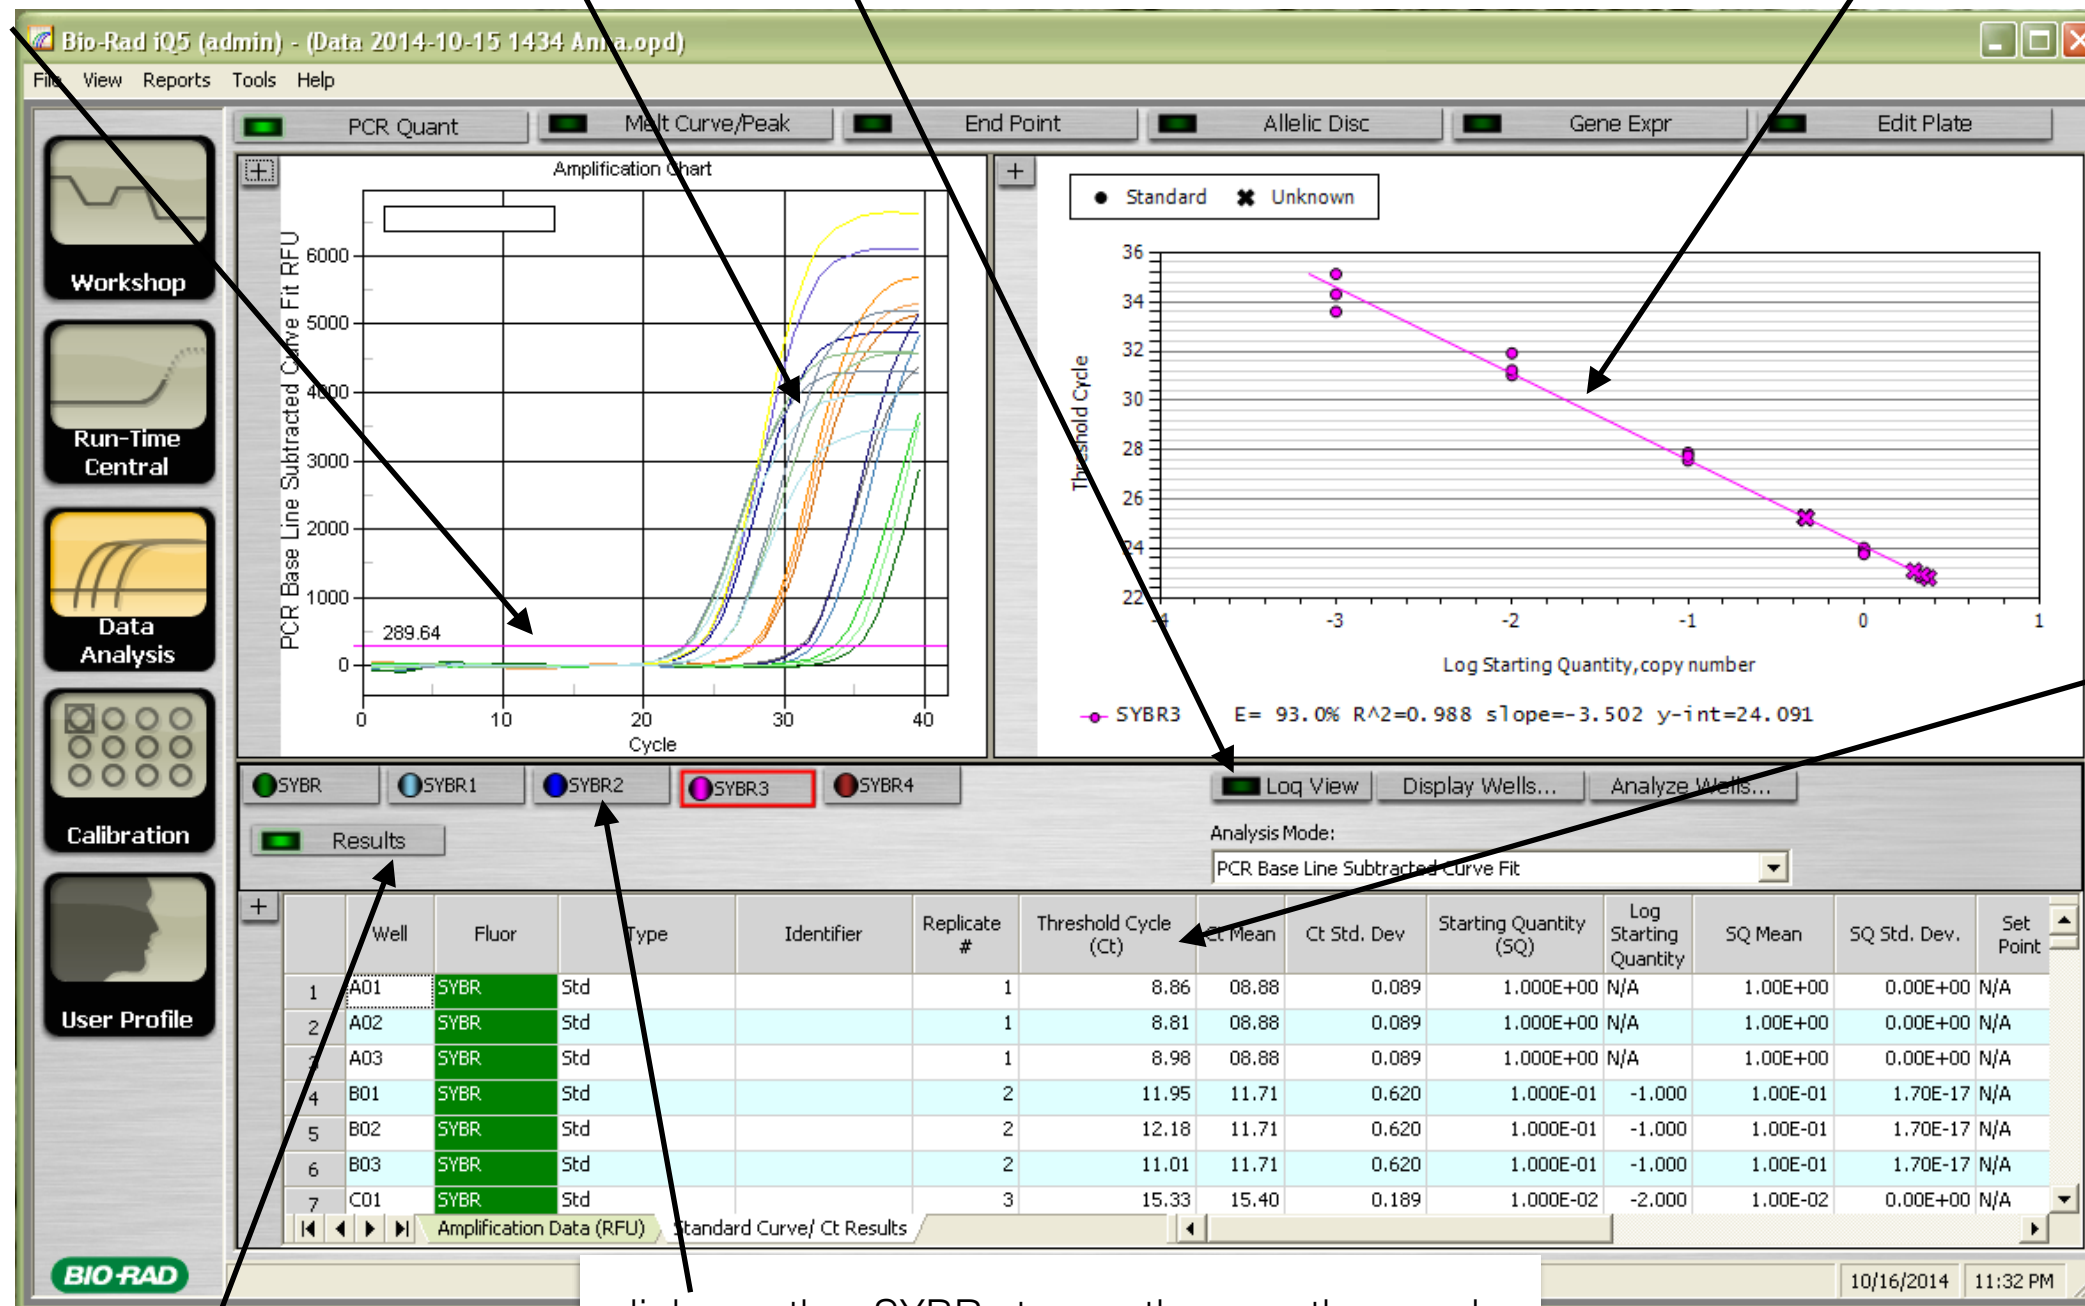 Bio-Rad iQ5 (admin) - (Data 2014-10-15 1434 Anna.opd)
File View Reports Tools Help
PCR Quant Melt Curve/Peak End Point Allelic Disc Gene Expr Edit Plate
Workshop
Run-Time
Central
Data
Analysis
Calibration
User Profile
BIO-RAD
+
Amplification Chart
PCR Base Line Subtracted Curve Fit RFU
6000
5000
4000
3000
2000
1000
0
289.64
0 10 20 30 40
Cycle
+
Standard Unknown
Threshold Cycle
36
34
32
30
28
26
24
22
-4 -3 -2 -1 0 1
Log Starting Quantity, copy number
SYBR3 E= 93.0% R^2=0.988 slope=-3.502 y-int=24.091
SYBR SYBR1 SYBR2 SYBR3 SYBR4
Log View Display Wells... Analyze Wells...
Results
Analysis Mode:
PCR Base Line Subtracted Curve Fit
+
Well Fluor Type Identifier Replicate # Threshold Cycle (Ct) Ct Mean Ct Std. Dev Starting Quantity (SQ) Log Starting Quantity SQ Mean SQ Std. Dev. Set Point
1 A01 SYBR Std 1 8.86 08.88 0.089 1.000E+00 N/A 1.00E+00 0.00E+00 N/A
2 A02 SYBR Std 1 8.81 08.88 0.089 1.000E+00 N/A 1.00E+00 0.00E+00 N/A
3 A03 SYBR Std 1 8.98 08.88 0.089 1.000E+00 N/A 1.00E+00 0.00E+00 N/A
4 B01 SYBR Std 2 11.95 11.71 0.620 1.000E-01 -1.000 1.00E-01 1.70E-17 N/A
5 B02 SYBR Std 2 12.18 11.71 0.620 1.000E-01 -1.000 1.00E-01 1.70E-17 N/A
6 B03 SYBR Std 2 11.01 11.71 0.620 1.000E-01 -1.000 1.00E-01 1.70E-17 N/A
7 C01 SYBR Std 3 15.33 15.40 0.189 1.000E-02 -2.000 1.00E-02 0.00E+00 N/A
Amplification Data (RFU) Standard Curve/ Ct Results
10/16/2014 11:32 PM